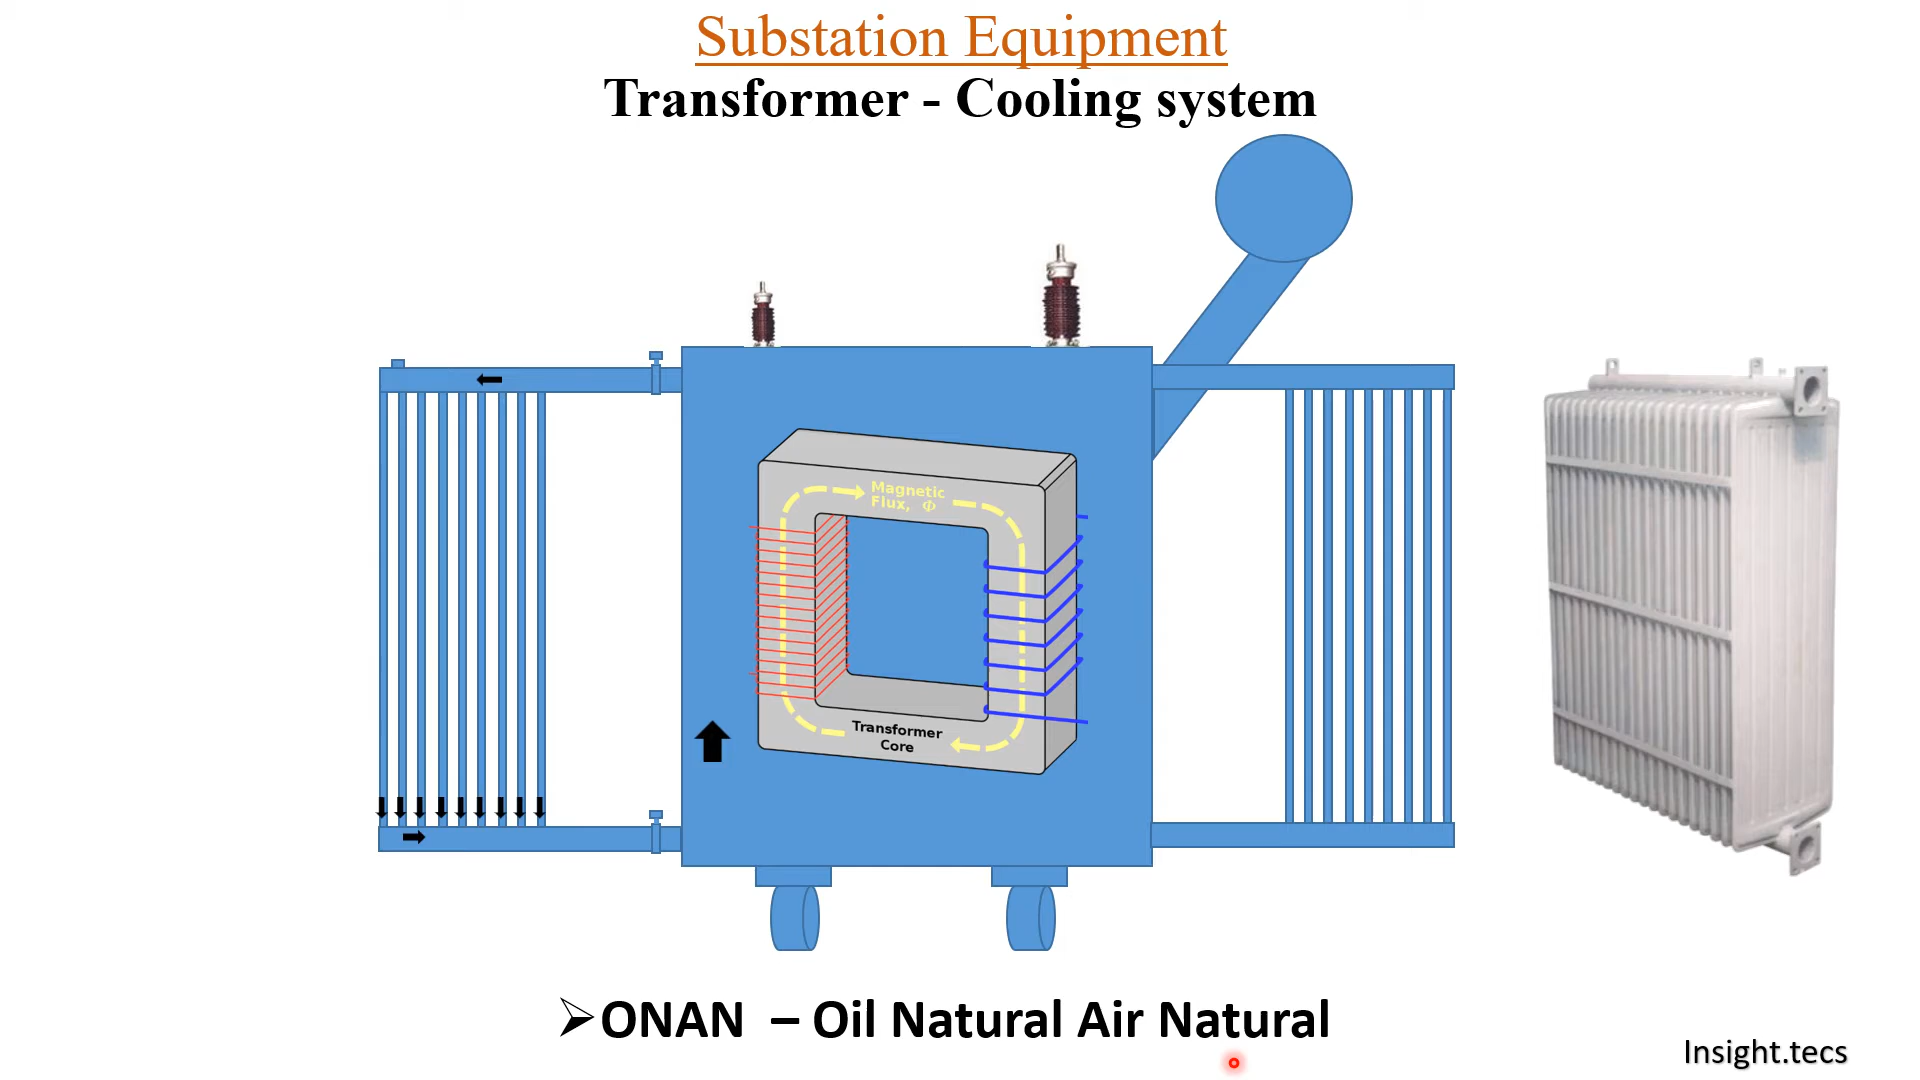 Substation Equipment
Transformer - Cooling system
Magnetic
Flux, Φ
Transformer
Core
➢ONAN – Oil Natural Air Natural
Insight.tecs